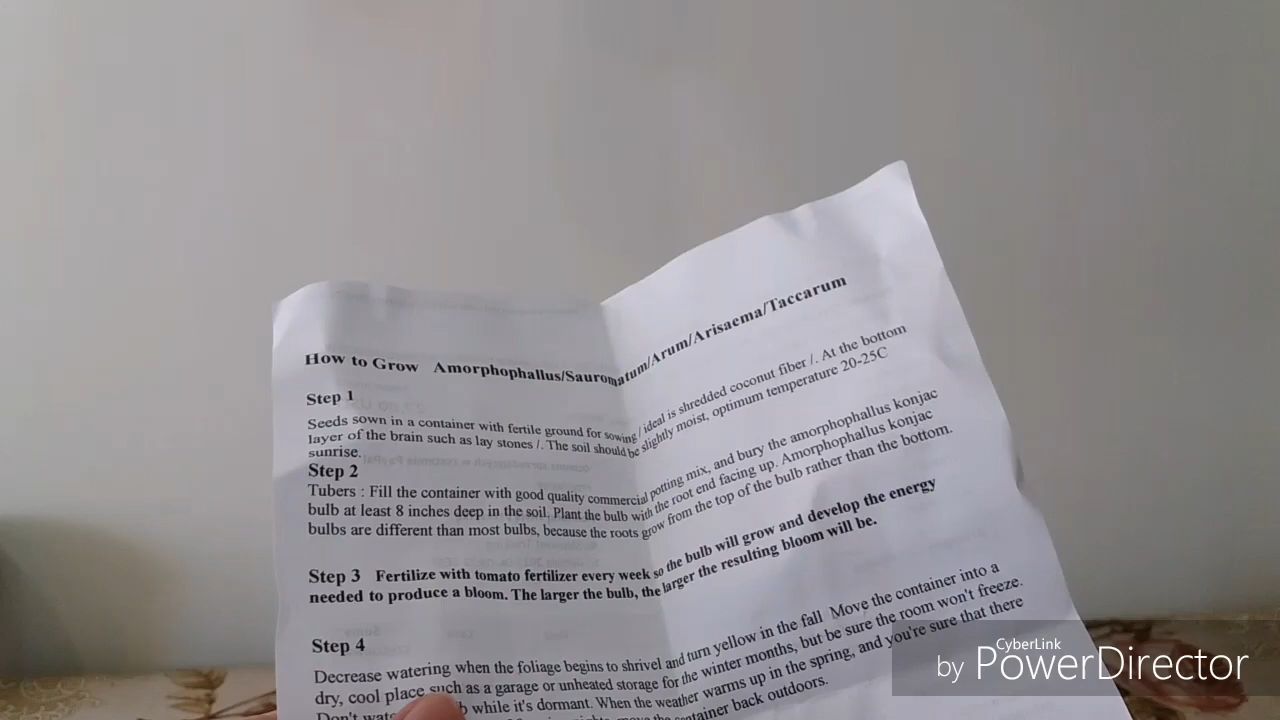 How to Grow Amorphophallus/Sauromatum/Arum/Arisaema/Taccarum
Step 1
Seeds sown in a container with fertile ground for sowing / ideal is shredded coconut fiber /. At the bottom
layer of the brain such as lay stones /. The soil should be slightly moist, optimum temperature 20-25C
sunrise.
Step 2
Tubers : Fill the container with good quality commercial potting mix, and bury the amorphophallus konjac
bulb at least 8 inches deep in the soil. Plant the bulb with the root end facing up. Amorphophallus konjac
bulbs are different than most bulbs, because the roots grow from the top of the bulb rather than the bottom.
Step 3 Fertilize with tomato fertilizer every week so the bulb will grow and develop the energy
needed to produce a bloom. The larger the bulb, the larger the resulting bloom will be.
Step 4
Decrease watering when the foliage begins to shrivel and turn yellow in the fall Move the container into a
dry, cool place such as a garage or unheated storage for the winter months, but be sure the room won't freeze.
Don't while it's dormant. When the weather warms up in the spring, and you're sure that there
container back outdoors.
CyberLink
by PowerDirector